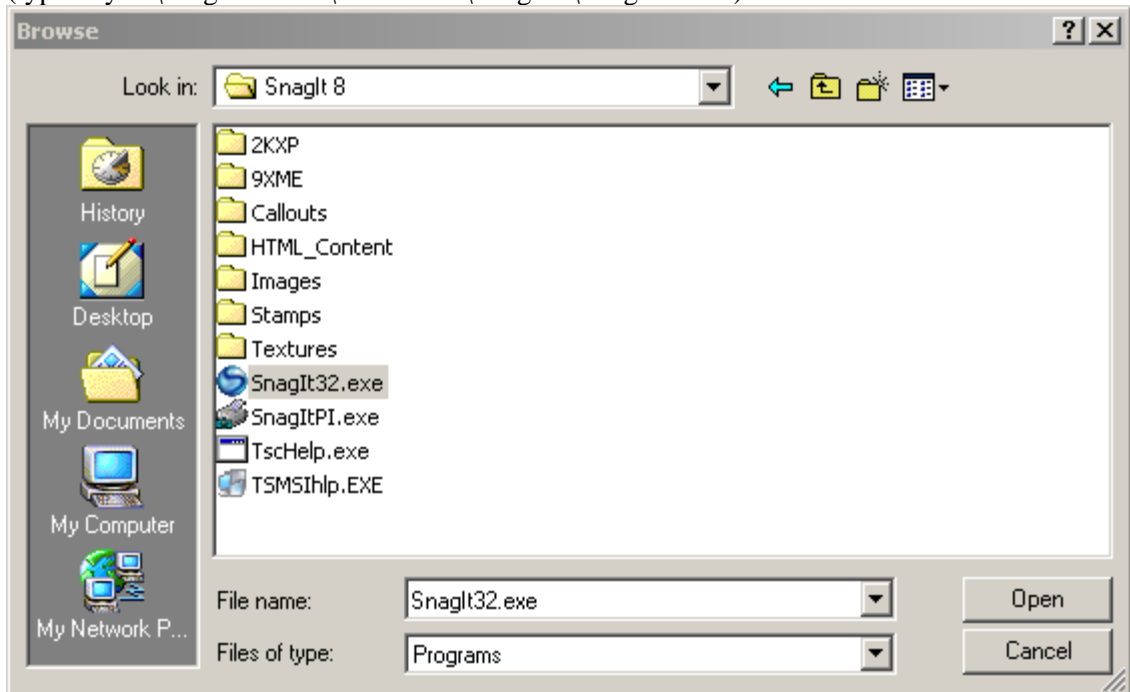 Browse
Look in: SnagIt 8
2KXP
9XME
Callouts
HTML_Content
Images
Stamps
Textures
SnagIt32.exe
SnagItPI.exe
TscHelp.exe
TSMSIhlp.EXE
History
Desktop
My Documents
My Computer
My Network P...
File name: SnagIt32.exe Open
Files of type: Programs Cancel